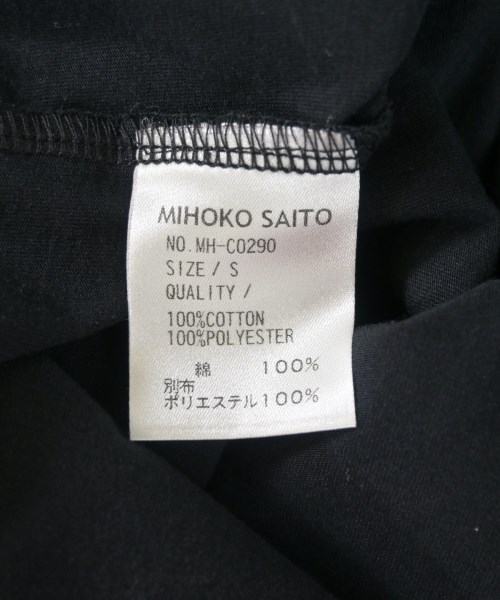 MIHOKO SAITO
NO.MH-C0290
SIZE / S
QUALITY /
100%COTTON
100%POLYESTER
綿 100%
別布
ポリエステル100%